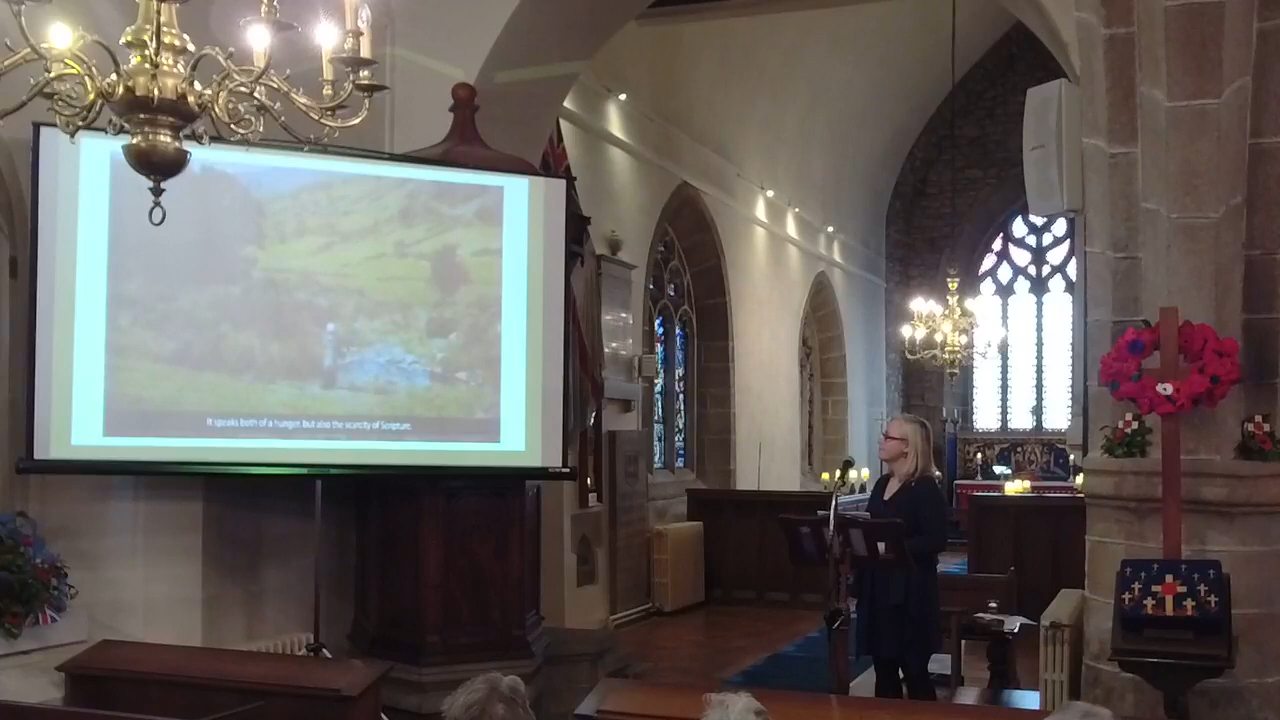 It speaks both of a hunger, but also the scarcity of Scripture.